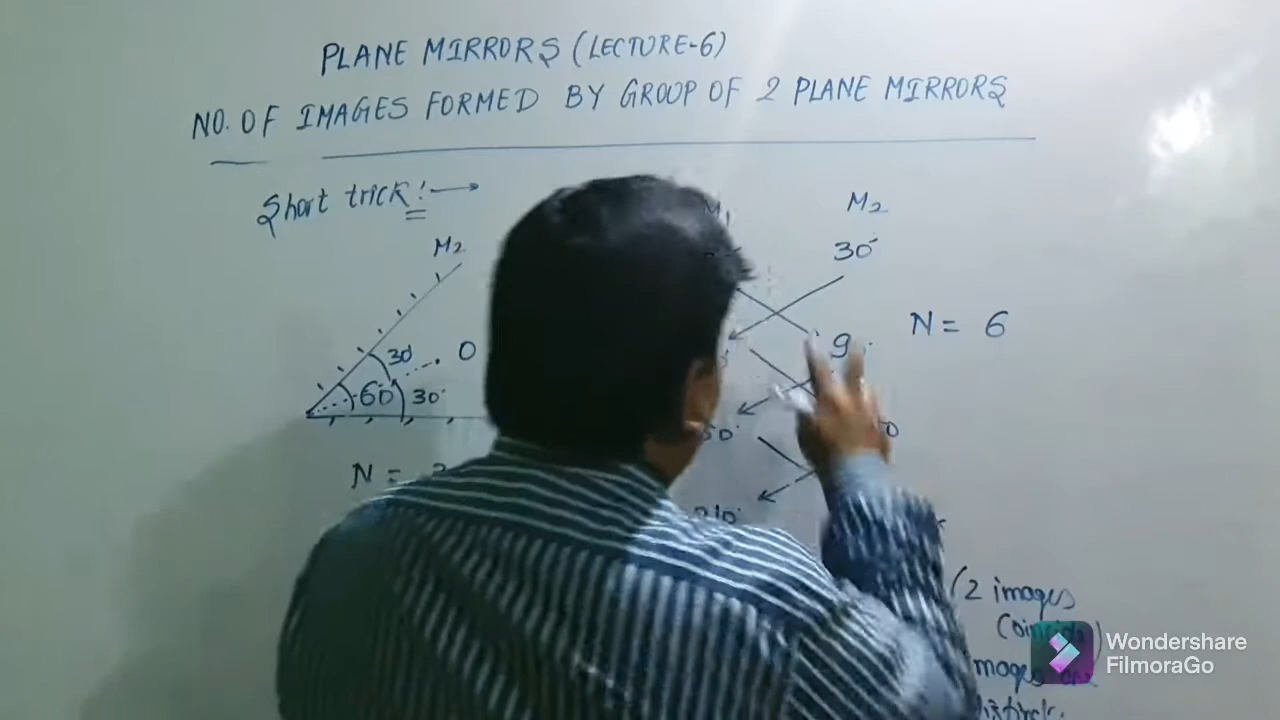 PLANE MIRRORS (LECTURE-6)
NO. OF IMAGES FORMED BY GROUP OF 2 PLANE MIRRORS
Short trick! →
M2
30°
O
60°
30°
N =
M1
M2
30°
N = 6
210°
(2 images
Coincide)
Wondershare
FilmoraGo